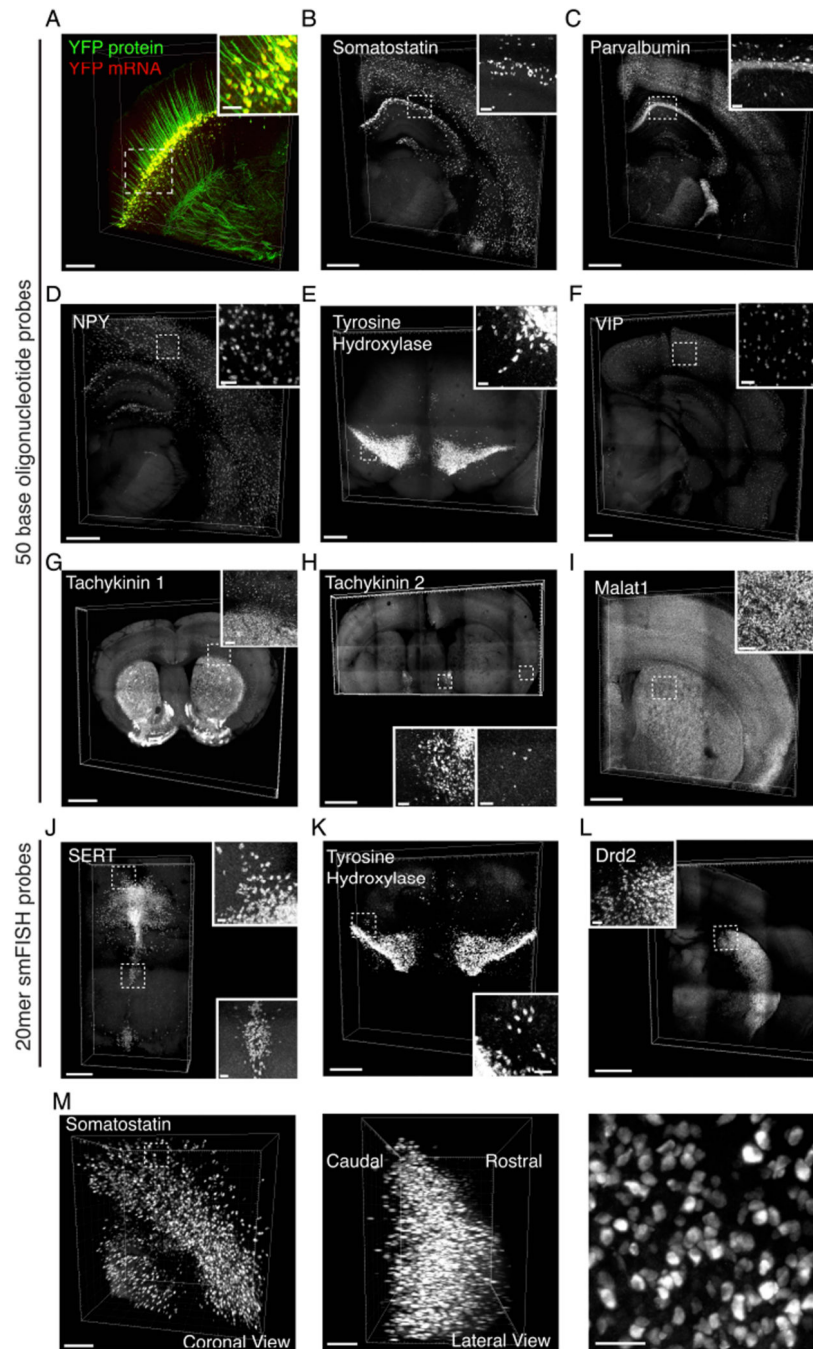 A
YFP protein
YFP mRNA
B
Somatostatin
C
Parvalbumin
50 base oligonucleotide probes
D
NPY
E
Tyrosine
Hydroxylase
F
VIP
G
Tachykinin 1
H
Tachykinin 2
I
Malat1
20mer smFISH probes
J
SERT
K
Tyrosine
Hydroxylase
L
Drd2
M
Somatostatin
Coronal View
Caudal
Rostral
Lateral View